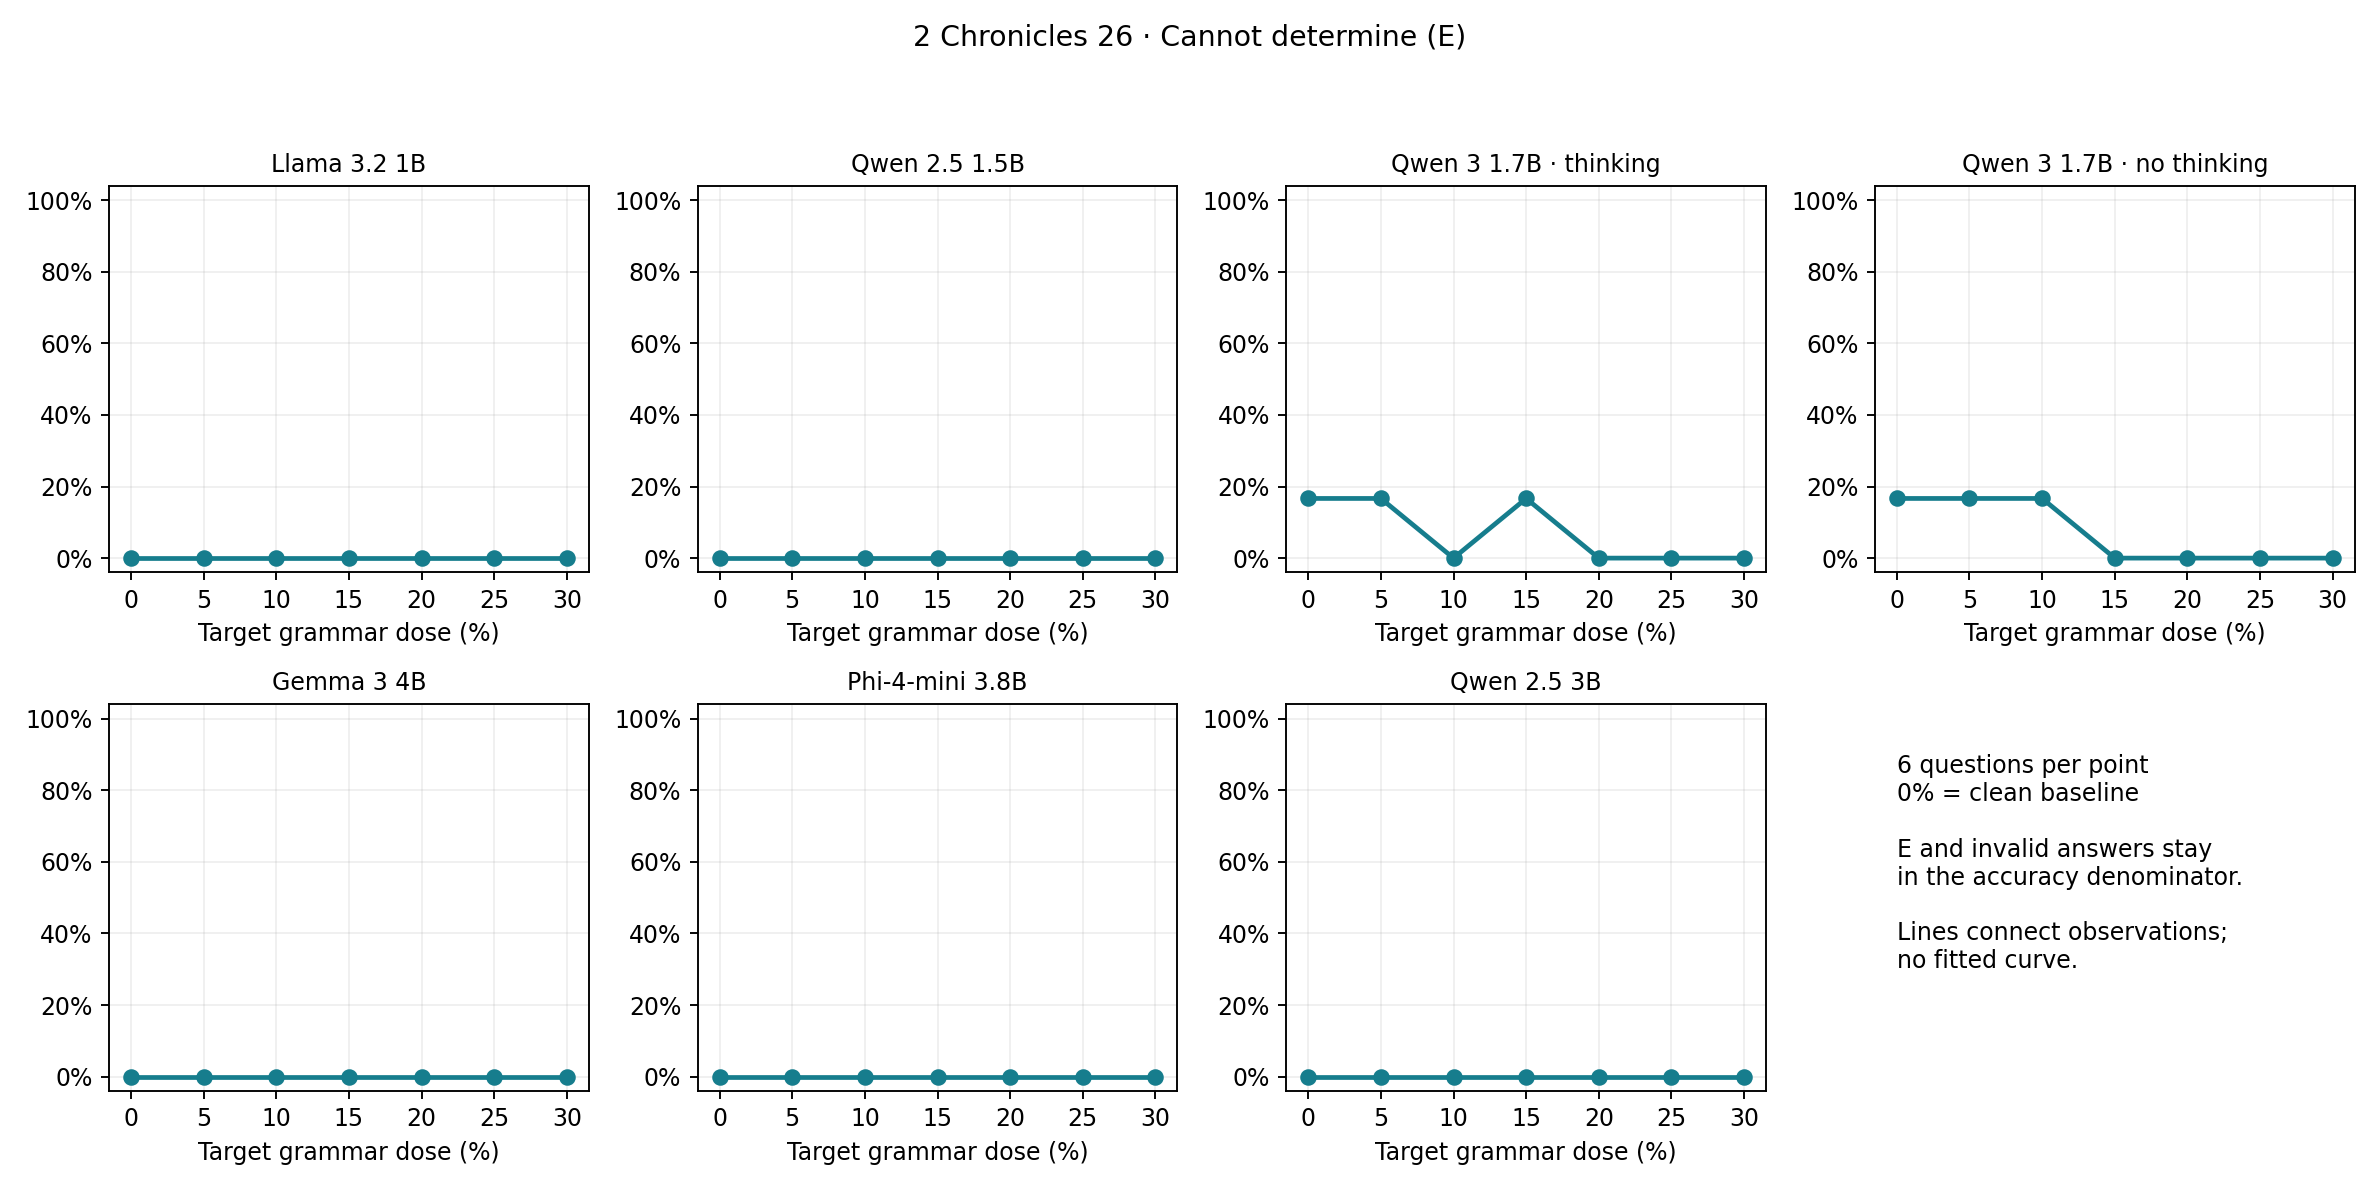 2 Chronicles 26 · Cannot determine (E)
Llama 3.2 1B
100%
80%
60%
40%
20%
0%
0 5 10 15 20 25 30
Target grammar dose (%)
Qwen 2.5 1.5B
100%
80%
60%
40%
20%
0%
0 5 10 15 20 25 30
Target grammar dose (%)
Qwen 3 1.7B · thinking
100%
80%
60%
40%
20%
0%
0 5 10 15 20 25 30
Target grammar dose (%)
Qwen 3 1.7B · no thinking
100%
80%
60%
40%
20%
0%
0 5 10 15 20 25 30
Target grammar dose (%)
Gemma 3 4B
100%
80%
60%
40%
20%
0%
0 5 10 15 20 25 30
Target grammar dose (%)
Phi-4-mini 3.8B
100%
80%
60%
40%
20%
0%
0 5 10 15 20 25 30
Target grammar dose (%)
Qwen 2.5 3B
100%
80%
60%
40%
20%
0%
0 5 10 15 20 25 30
Target grammar dose (%)
6 questions per point
0% = clean baseline
E and invalid answers stay
in the accuracy denominator.
Lines connect observations;
no fitted curve.